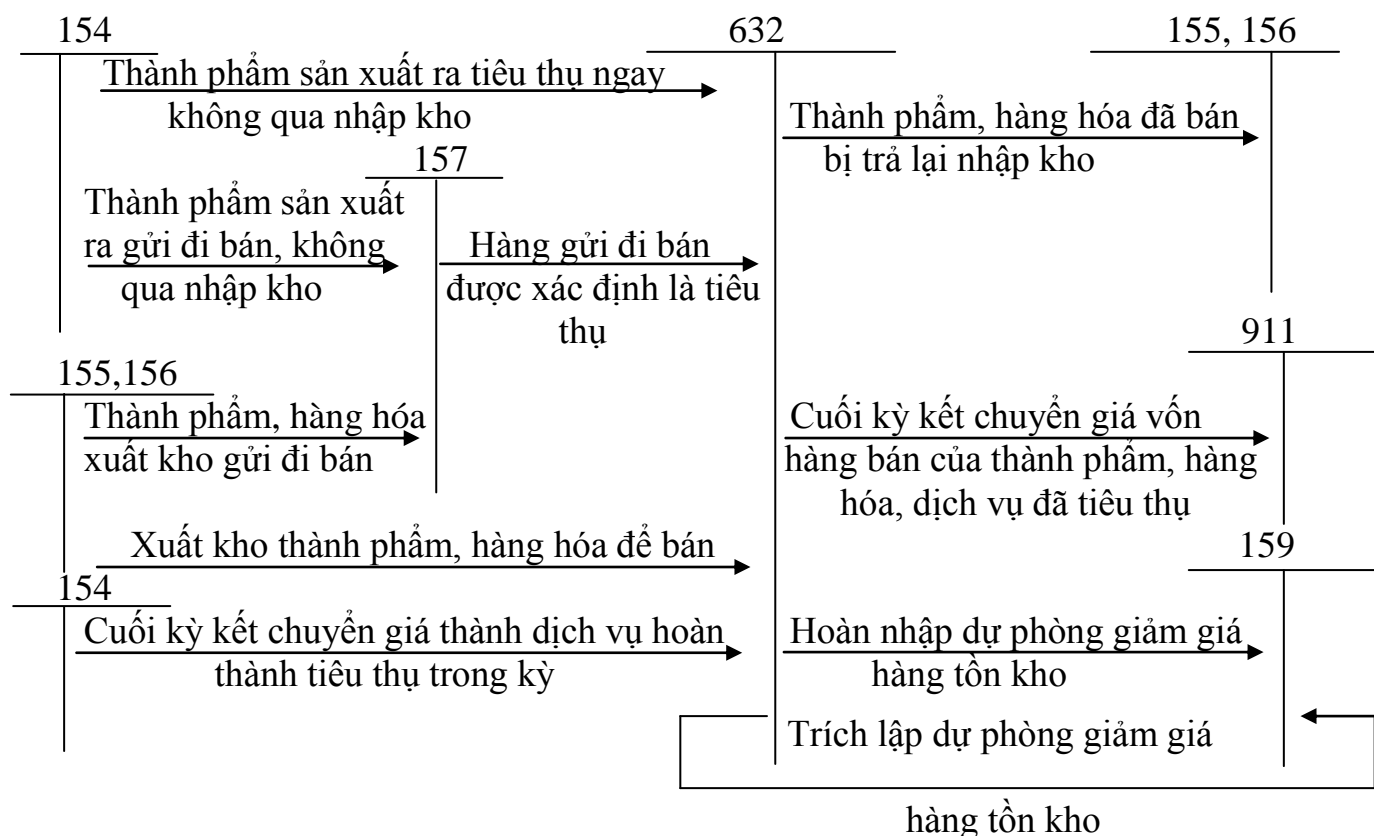 154
632
155, 156
Thành phẩm sản xuất ra tiêu thụ ngay
không qua nhập kho
Thành phẩm, hàng hóa đã bán
bị trả lại nhập kho
157
Thành phẩm sản xuất
ra gửi đi bán, không
qua nhập kho
Hàng gửi đi bán
được xác định là tiêu
thụ
911
155,156
Thành phẩm, hàng hóa
xuất kho gửi đi bán
Cuối kỳ kết chuyển giá vốn
hàng bán của thành phẩm, hàng
hóa, dịch vụ đã tiêu thụ
Xuất kho thành phẩm, hàng hóa để bán
159
154
Cuối kỳ kết chuyển giá thành dịch vụ hoàn
thành tiêu thụ trong kỳ
Hoàn nhập dự phòng giảm giá
hàng tồn kho
Trích lập dự phòng giảm giá
hàng tồn kho